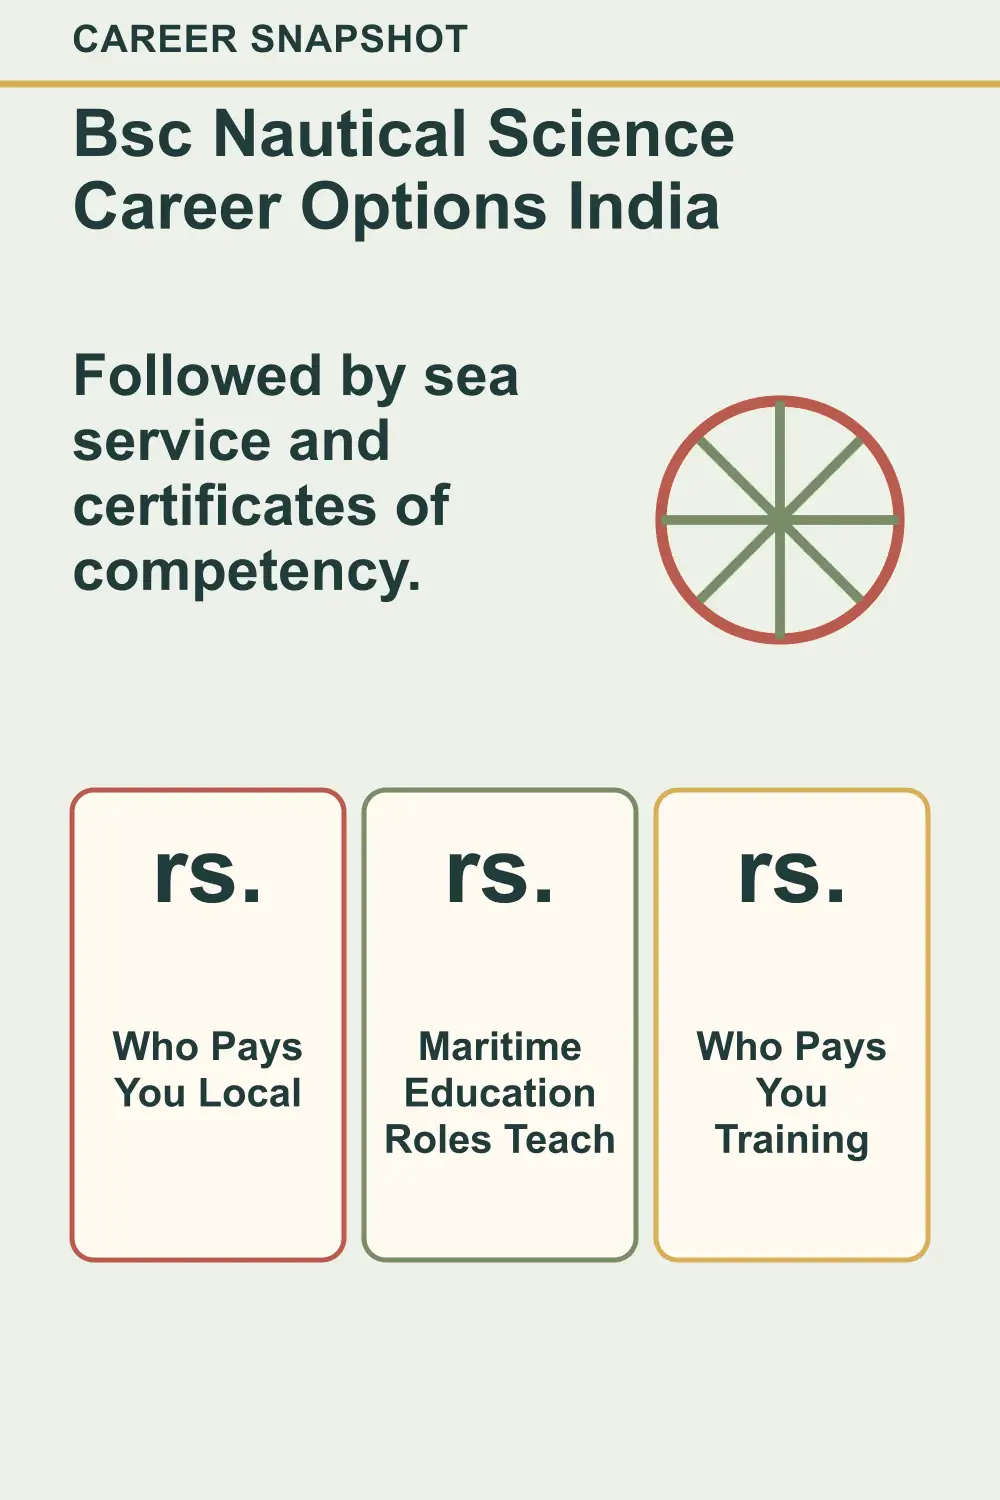 CAREER SNAPSHOT
Bsc Nautical Science
Career Options India
Followed by sea
service and
certificates of
competency.
rs.
Who Pays
You Local
rs.
Maritime
Education
Roles Teach
rs.
Who Pays
You
Training